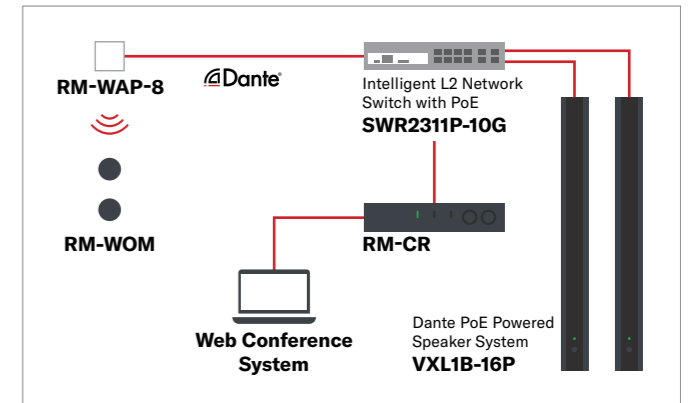 RM-WAP-8
Dante
Intelligent L2 Network
Switch with PoE
SWR2311P-10G
RM-WOM
RM-CR
Web Conference
System
Dante PoE Powered
Speaker System
VXL1B-16P